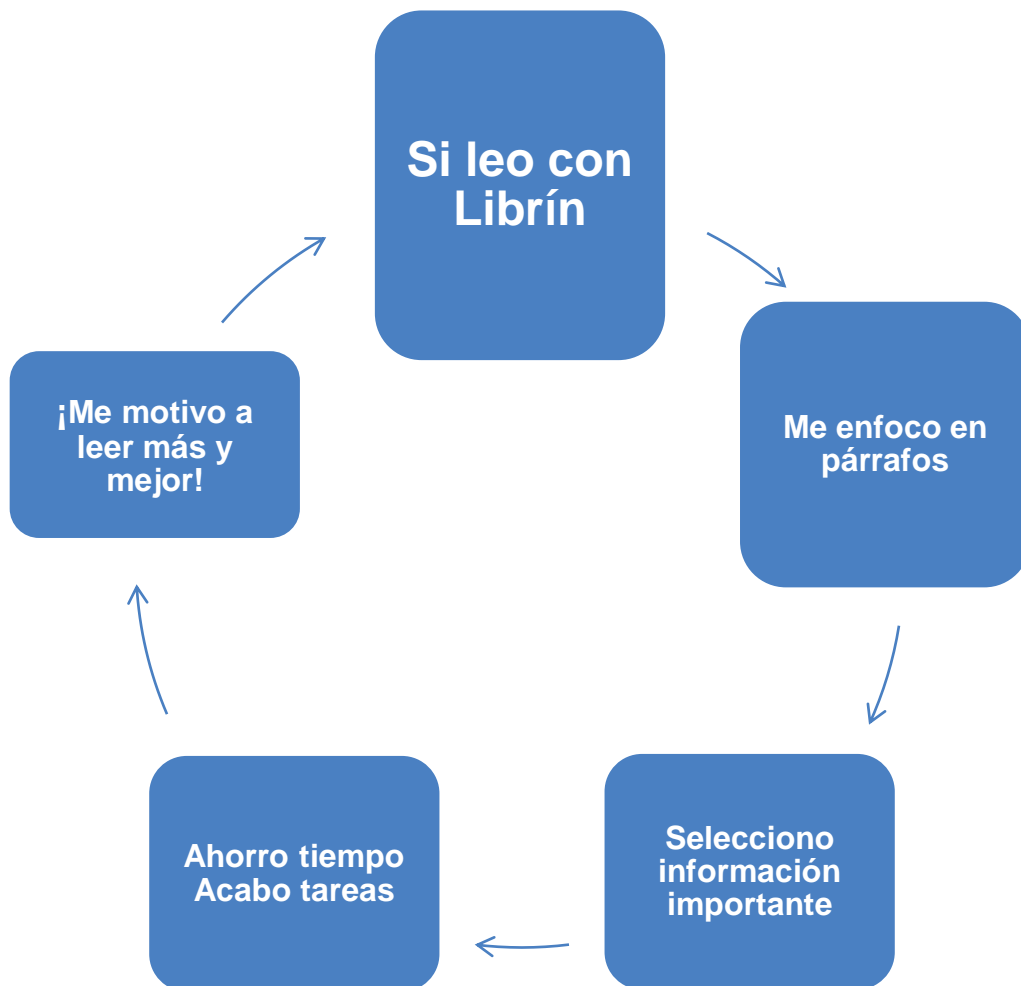 Si leo con
Librín
Me enfoco en
párrafos
Selecciono
información
importante
Ahorro tiempo
Acabo tareas
¡Me motivo a
leer más y
mejor!